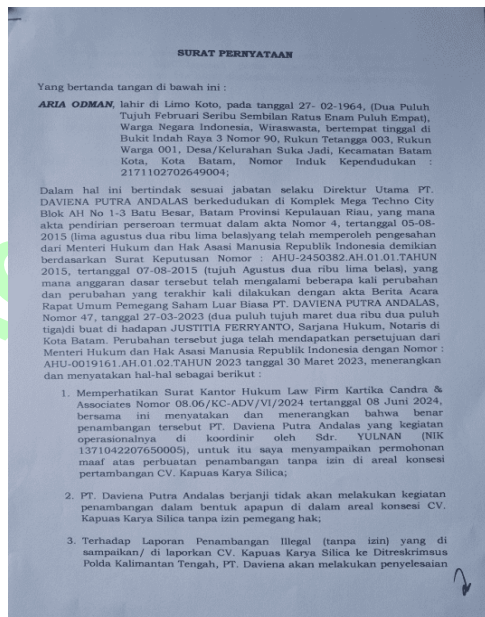 SURAT PERNYATAAN
Yang bertanda tangan di bawah ini :
ARIA ODMAN, lahir di Limo Koto, pada tanggal 27- 02-1964, (Dua Puluh
Tujuh Februari Seribu Sembilan Ratus Enam Puluh Empat),
Warga Negara Indonesia, Wiraswasta, bertempat tinggal di
Bukit Indah Raya 3 Nomor 90, Rukun Tetangga 003, Rukun
Warga 001, Desa/Kelurahan Suka Jadi, Kecamatan Batam
Kota, Kota Batam, Nomor Induk Kependudukan :
2171102702649004;
Dalam hal ini bertindak sesuai jabatan selaku Direktur Utama PT.
DAVIENA PUTRA ANDALAS berkedudukan di Komplek Mega Techno City
Blok AH No 1-3 Batu Besar, Batam Provinsi Kepulauan Riau, yang mana
akta pendirian perseroan termuat dalam akta Nomor 4, tertanggal 05-08-
2015 (lima agustus dua ribu lima belas)yang telah memperoleh pengesahan
dari Menteri Hukum dan Hak Asasi Manusia Republik Indonesia demikian
berdasarkan Surat Keputusan Nomor : AHU-2450382.AH.01.01.TAHUN
2015, tertanggal 07-08-2015 (tujuh Agustus dua ribu lima belas), yang
mana anggaran dasar tersebut telah mengalami beberapa kali perubahan
dan perubahan yang terakhir kali dilakukan dengan akta Berita Acara
Rapat Umum Pemegang Saham Luar Biasa PT. DAVIENA PUTRA ANDALAS,
Nomor 47, tanggal 27-03-2023 (dua puluh tujuh maret dua ribu dua puluh
tiga)di buat di hadapan JUSTITIA FERRYANTO, Sarjana Hukum, Notaris di
Kota Batam. Perubahan tersebut juga telah mendapatkan persetujuan dari
Menteri Hukum dan Hak Asasi Manusia Republik Indonesia dengan Nomor :
AHU-0019161.AH.01.02.TAHUN 2023 tanggal 30 Maret 2023, menerangkan
dan menyatakan hal-hal sebagai berikut :
1. Memperhatikan Surat Kantor Hukum Law Firm Kartika Candra &
Associates Nomor 08.06/KC-ADV/VI/2024 tertanggal 08 Juni 2024,
bersama ini menyatakan dan menerangkan bahwa benar
penambangan tersebut PT. Daviena Putra Andalas yang kegiatan
operasionalnya di koordinir oleh Sdr. YULNAN (NIK
1371042207650005), untuk itu saya menyampaikan permohonan
maaf atas perbuatan penambangan tanpa izin di areal konsesi
pertambangan CV. Kapuas Karya Silica;
2. PT. Daviena Putra Andalas berjanji tidak akan melakukan kegiatan
penambangan dalam bentuk apapun di dalam areal konsesi CV.
Kapuas Karya Silica tanpa izin pemegang hak;
3. Terhadap Laporan Penambangan Illegal (tanpa izin) yang di
sampaikan/ di laporkan CV. Kapuas Karya Silica ke Ditreskrimsus
Polda Kalimantan Tengah, PT. Daviena akan melakukan penyelesaian